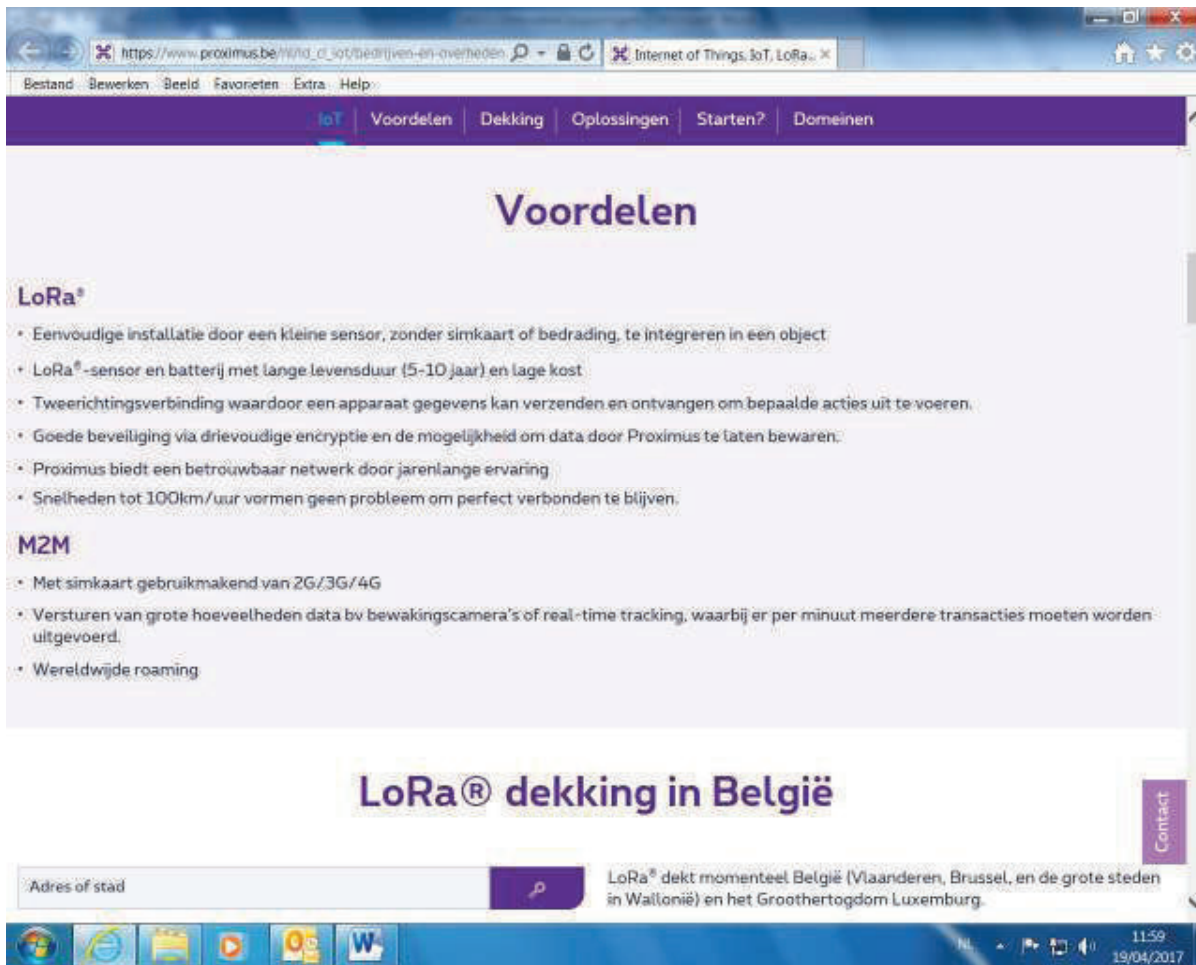 https://www.proximus.be/nl/id_cl_iot/bedrijven-en-overheden
Internet of Things, IoT, LoRa...
Bestand Bewerken Beeld Favorieten Extra Help
IoT Voordelen Dekking Oplossingen Starten? Domeinen
Voordelen
LoRa®
• Eenvoudige installatie door een kleine sensor, zonder simkaart of bedrading, te integreren in een object
• LoRa®-sensor en batterij met lange levensduur (5-10 jaar) en lage kost
• Tweerichtingsverbinding waardoor een apparaat gegevens kan verzenden en ontvangen om bepaalde acties uit te voeren.
• Goede beveiliging via drievoudige encryptie en de mogelijkheid om data door Proximus te laten bewaren.
• Proximus biedt een betrouwbaar netwerk door jarenlange ervaring
• Snelheden tot 100km/uur vormen geen probleem om perfect verbonden te blijven.
M2M
• Met simkaart gebruikmakend van 2G/3G/4G
• Versturen van grote hoeveelheden data bv bewakingscamera's of real-time tracking, waarbij er per minuut meerdere transacties moeten worden
uitgevoerd.
• Wereldwijde roaming
LoRa® dekking in België
Contact
Adres of stad
LoRa® dekt momenteel België (Vlaanderen, Brussel, en de grote steden
in Wallonië) en het Groothertogdom Luxemburg.
NL
11:59
19/04/2017